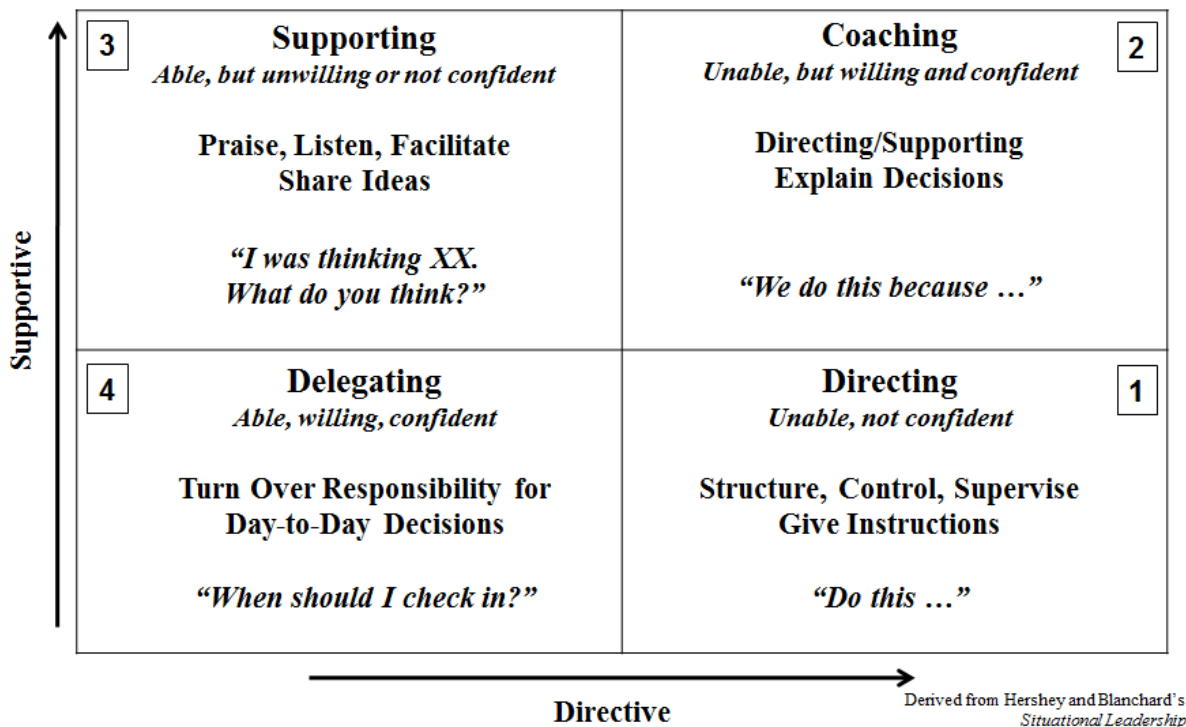 3
Supporting
Able, but unwilling or not confident
Praise, Listen, Facilitate
Share Ideas
“I was thinking XX.
What do you think?”
2
Coaching
Unable, but willing and confident
Directing/Supporting
Explain Decisions
“We do this because …”
4
Delegating
Able, willing, confident
Turn Over Responsibility for
Day-to-Day Decisions
“When should I check in?”
1
Directing
Unable, not confident
Structure, Control, Supervise
Give Instructions
“Do this …”
Supportive
Directive
Derived from Hershey and Blanchard’s
Situational Leadership